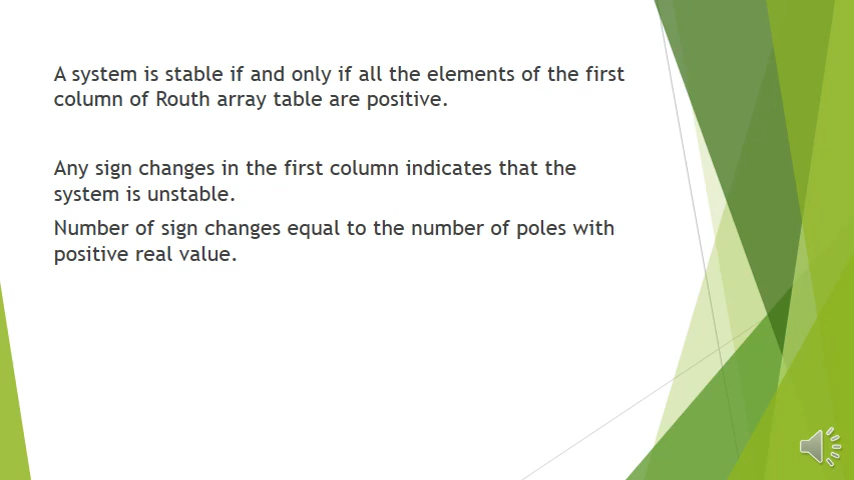 A system is stable if and only if all the elements of the first
column of Routh array table are positive.
Any sign changes in the first column indicates that the
system is unstable.
Number of sign changes equal to the number of poles with
positive real value.